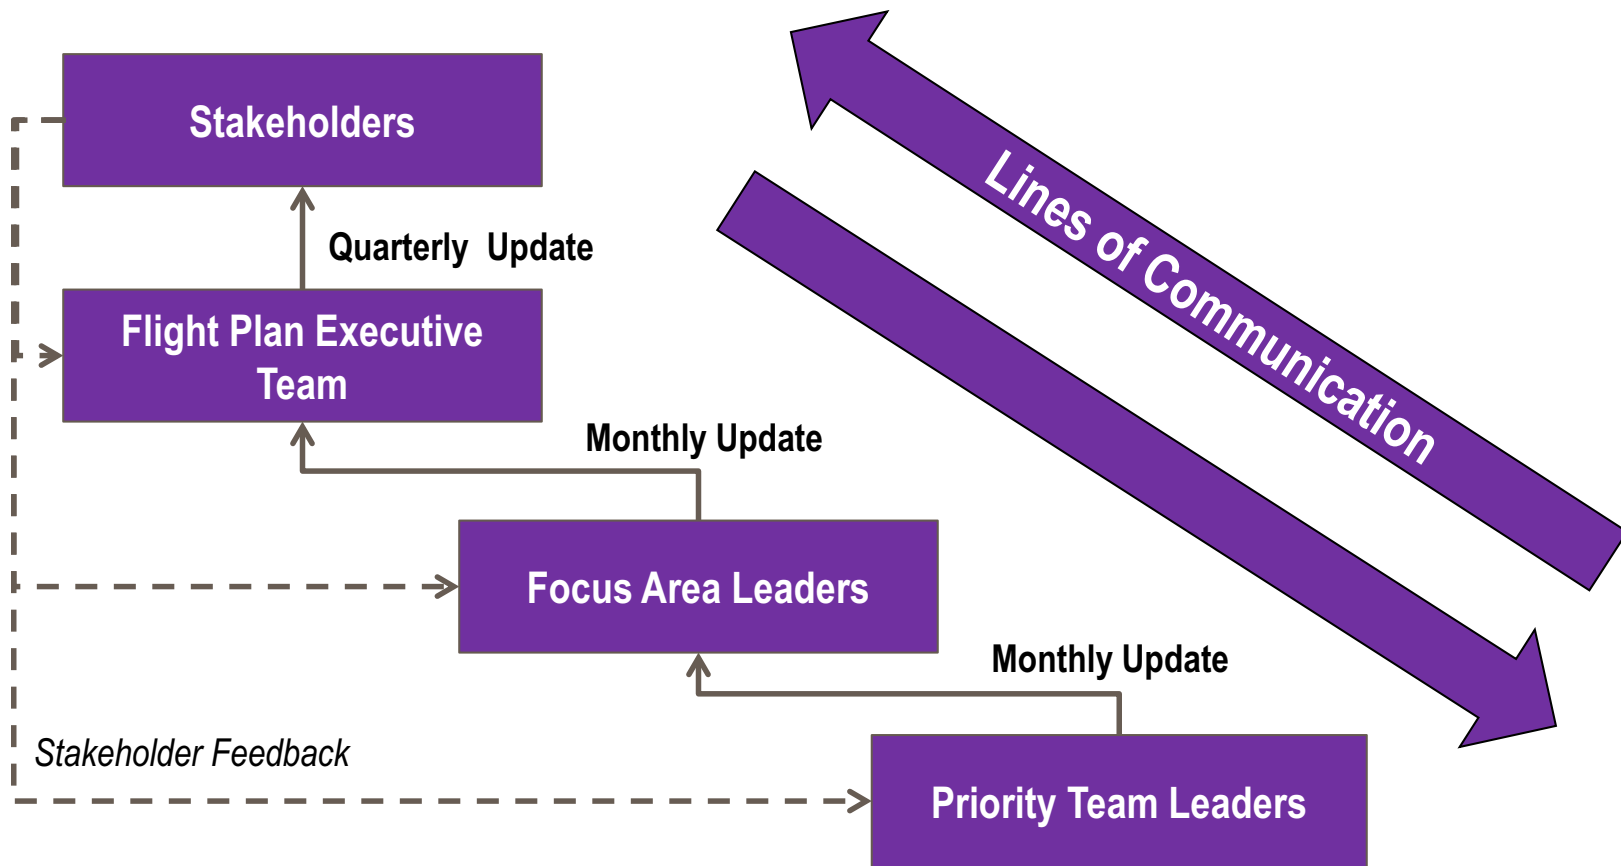 Stakeholders
Lines of Communication
Quarterly  Update
Flight Plan Executive
Team
Monthly Update
Focus Area Leaders
Monthly Update
Stakeholder Feedback
Priority Team Leaders